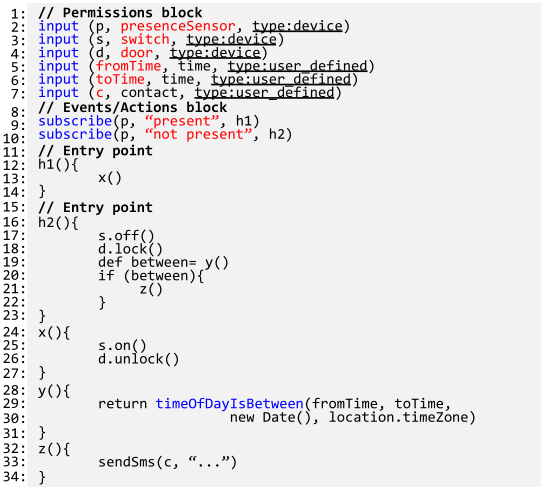 1: // Permissions block
2: input (p, presenceSensor, type:device)
3: input (s, switch, type:device)
4: input (d, door, type:device)
5: input (fromTime, time, type:user_defined)
6: input (toTime, time, type:user_defined)
7: input (c, contact, type:user_defined)
8: // Events/Actions block
9: subscribe(p, “present”, h1)
10: subscribe(p, “not present”, h2)
11: // Entry point
12: h1(){
13: x()
14: }
15: // Entry point
16: h2(){
17: s.off()
18: d.lock()
19: def between= y()
20: if (between){
21: z()
22: }
23: }
24: x(){
25: s.on()
26: d.unlock()
27: }
28: y(){
29: return timeOfDayIsBetween(fromTime, toTime,
30: new Date(), location.timeZone)
31: }
32: z(){
33: sendSms(c, “...”)
34: }